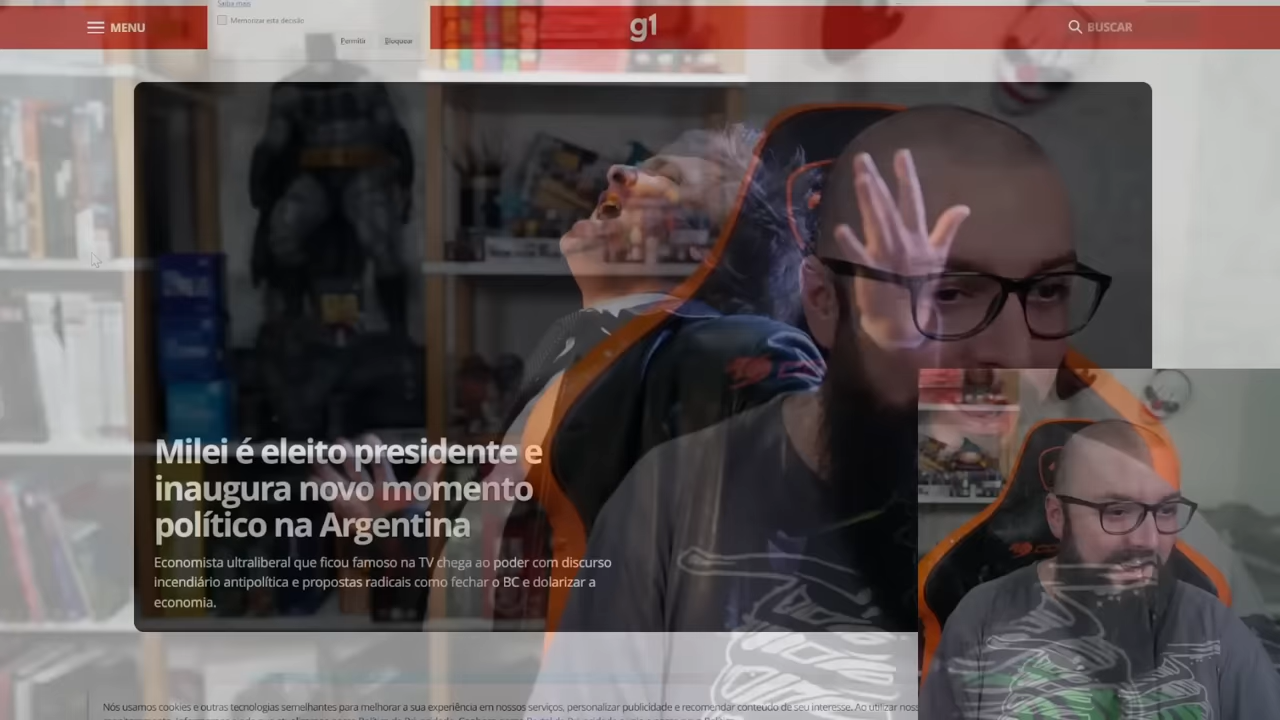 Saiba mais
Memorizar esta decisão
Permita Bloquear
MENU
g1
BUSCAR
Milei é eleito presidente e
inaugura novo momento
político na Argentina
Economista ultraliberal que ficou famoso na TV chega ao poder com discurso
incendiário antipolítica e propostas radicais como fechar o BC e dolarizar a
economia.
Nós usamos cookies e outras tecnologias semelhantes para melhorar a sua experiência em nossos serviços, personalizar publicidade e recomendar conteúdo de seu interesse. Ao utilizar